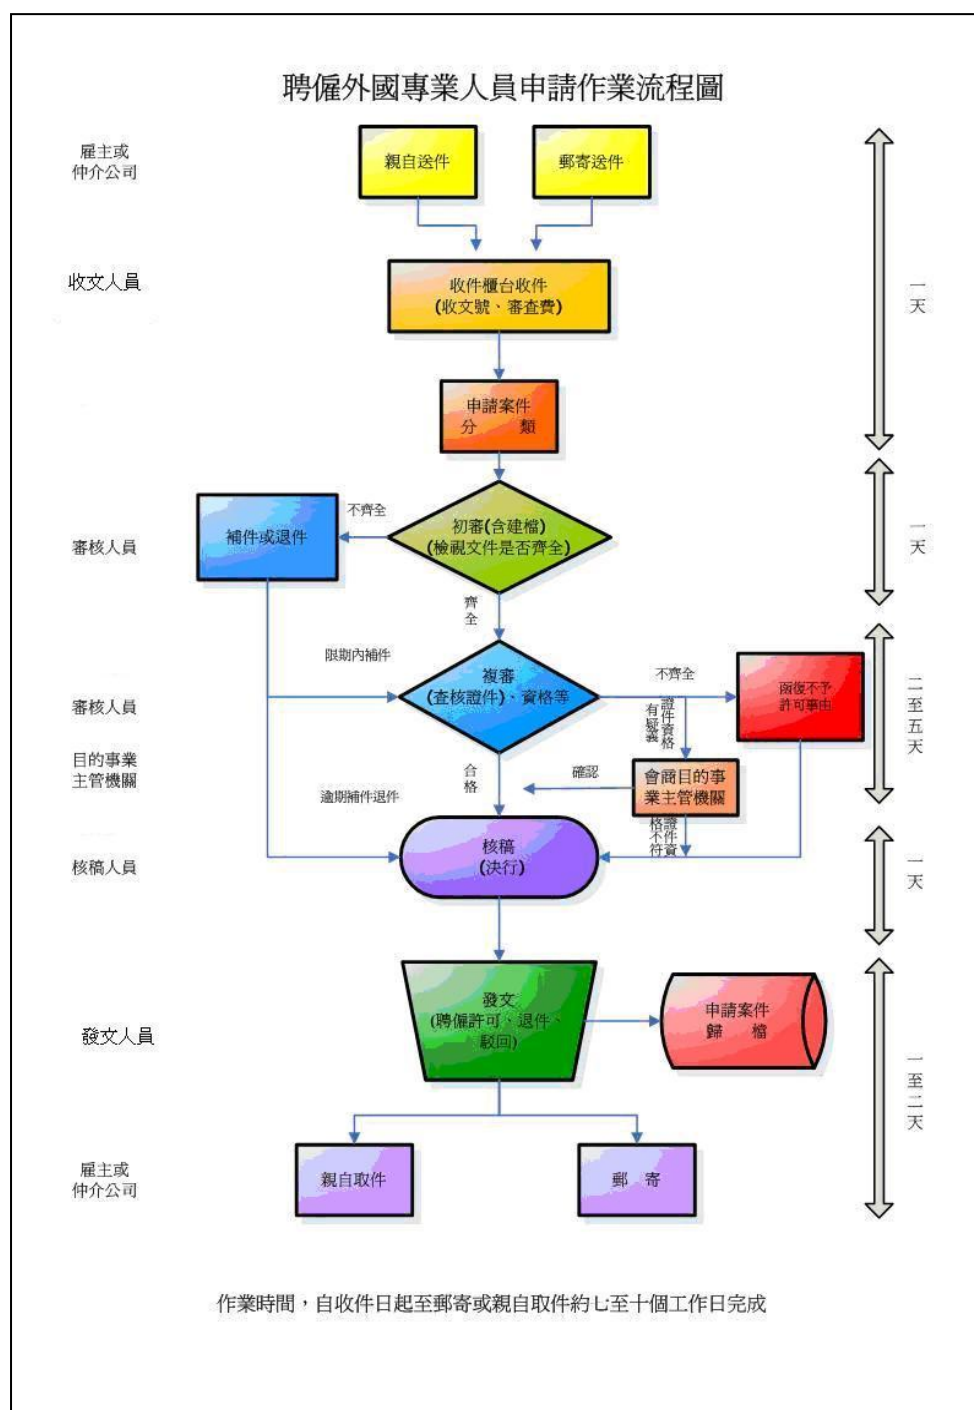 聘僱外國專業人員申請作業流程圖
雇主或
仲介公司
親自送件
郵寄送件
收文人員
收件櫃台收件
(收文號、審查費)
一天
申請案件
分 類
審核人員
補件或退件
不齊全
初審(含建檔)
(檢視文件是否齊全)
一天
齊全
限期內補件
審核人員
目的事業
主管機關
複審
(查核證件)、資格等
不齊全
證件資格
有疑義
函復不予
許可事由
二至五天
合格
確認
會商目的事
業主管機關
逾期補件退件
證件資
格不符
核稿人員
核稿
(決行)
一天
發文人員
發文
(聘僱許可、退件、
駁回)
申請案件
歸 檔
一至二天
雇主或
仲介公司
親自取件
郵 寄
作業時間，自收件日起至郵寄或親自取件約七至十個工作日完成